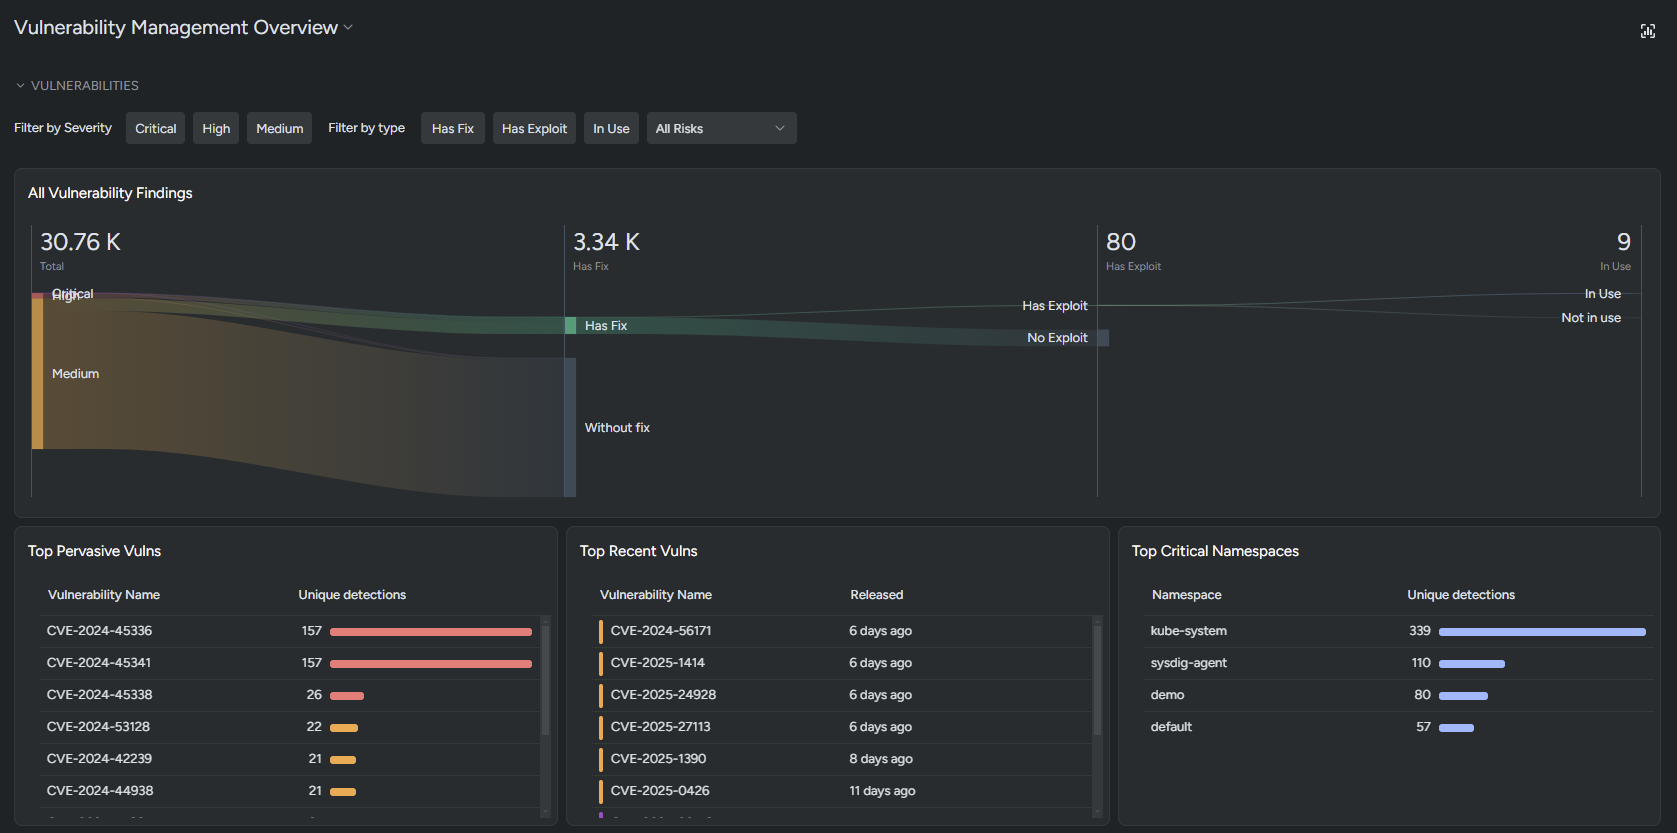 Vulnerability Management Overview
VULNERABILITIES
Filter by Severity Critical High Medium Filter by type Has Fix Has Exploit In Use All Risks
All Vulnerability Findings
30.76 K 3.34 K 80 9
Total Has Fix Has Exploit In Use
Critical In Use
High
Has Exploit
Not in use
Has Fix
No Exploit
Medium
Without fix
Top Pervasive Vulns
Vulnerability Name Unique detections
CVE-2024-45336 157
CVE-2024-45341 157
CVE-2024-45338 26
CVE-2024-53128 22
CVE-2024-42239 21
CVE-2024-44938 21
Top Recent Vulns
Vulnerability Name Released
CVE-2024-56171 6 days ago
CVE-2025-1414 6 days ago
CVE-2025-24928 6 days ago
CVE-2025-27113 6 days ago
CVE-2025-1390 8 days ago
CVE-2025-0426 11 days ago
Top Critical Namespaces
Namespace Unique detections
kube-system 339
sysdig-agent 110
demo 80
default 57